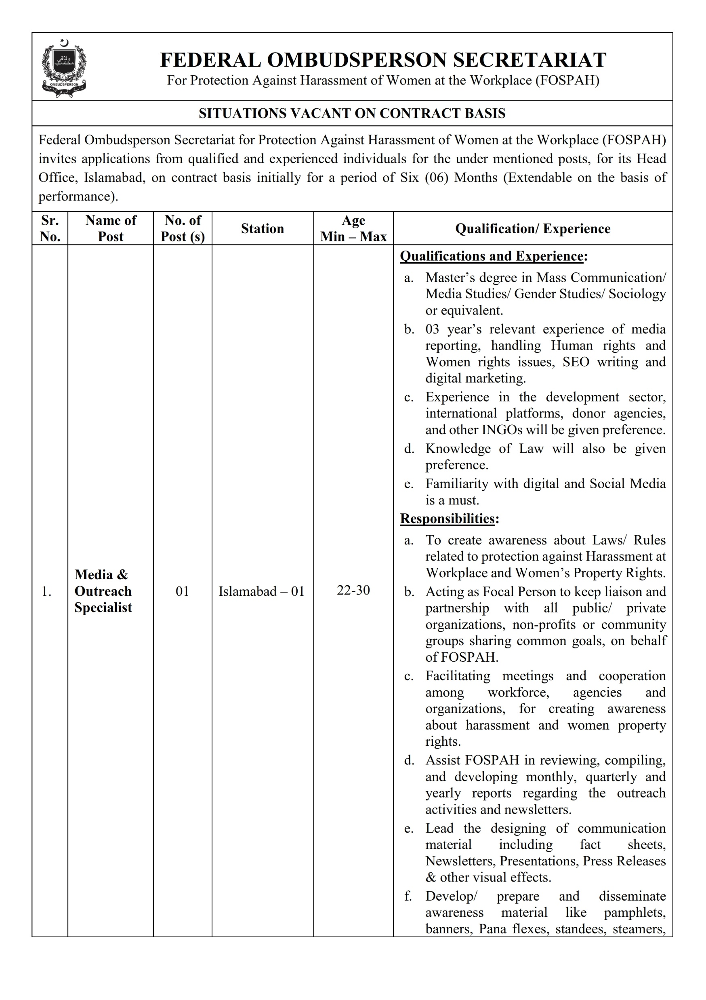 وفاقی
محتسب
OMBUDSPERSON
FEDERAL OMBUDSPERSON SECRETARIAT
For Protection Against Harassment of Women at the Workplace (FOSPAH)
SITUATIONS VACANT ON CONTRACT BASIS
Federal Ombudsperson Secretariat for Protection Against Harassment of Women at the Workplace (FOSPAH)
invites applications from qualified and experienced individuals for the under mentioned posts, for its Head
Office, Islamabad, on contract basis initially for a period of Six (06) Months (Extendable on the basis of
performance).
Sr. No.
Name of Post
No. of Post (s)
Station
Age Min – Max
Qualification/ Experience
1.
Media &
Outreach
Specialist
01
Islamabad – 01
22-30
Qualifications and Experience:
a. Master’s degree in Mass Communication/
Media Studies/ Gender Studies/ Sociology
or equivalent.
b. 03 year’s relevant experience of media
reporting, handling Human rights and
Women rights issues, SEO writing and
digital marketing.
c. Experience in the development sector,
international platforms, donor agencies,
and other INGOs will be given preference.
d. Knowledge of Law will also be given
preference.
e. Familiarity with digital and Social Media
is a must.
Responsibilities:
a. To create awareness about Laws/ Rules
related to protection against Harassment at
Workplace and Women’s Property Rights.
b. Acting as Focal Person to keep liaison and
partnership with all public/ private
organizations, non-profits or community
groups sharing common goals, on behalf
of FOSPAH.
c. Facilitating meetings and cooperation
among workforce, agencies and
organizations, for creating awareness
about harassment and women property
rights.
d. Assist FOSPAH in reviewing, compiling,
and developing monthly, quarterly and
yearly reports regarding the outreach
activities and newsletters.
e. Lead the designing of communication
material including fact sheets,
Newsletters, Presentations, Press Releases
& other visual effects.
f. Develop/ prepare and disseminate
awareness material like pamphlets,
banners, Pana flexes, standees, steamers,